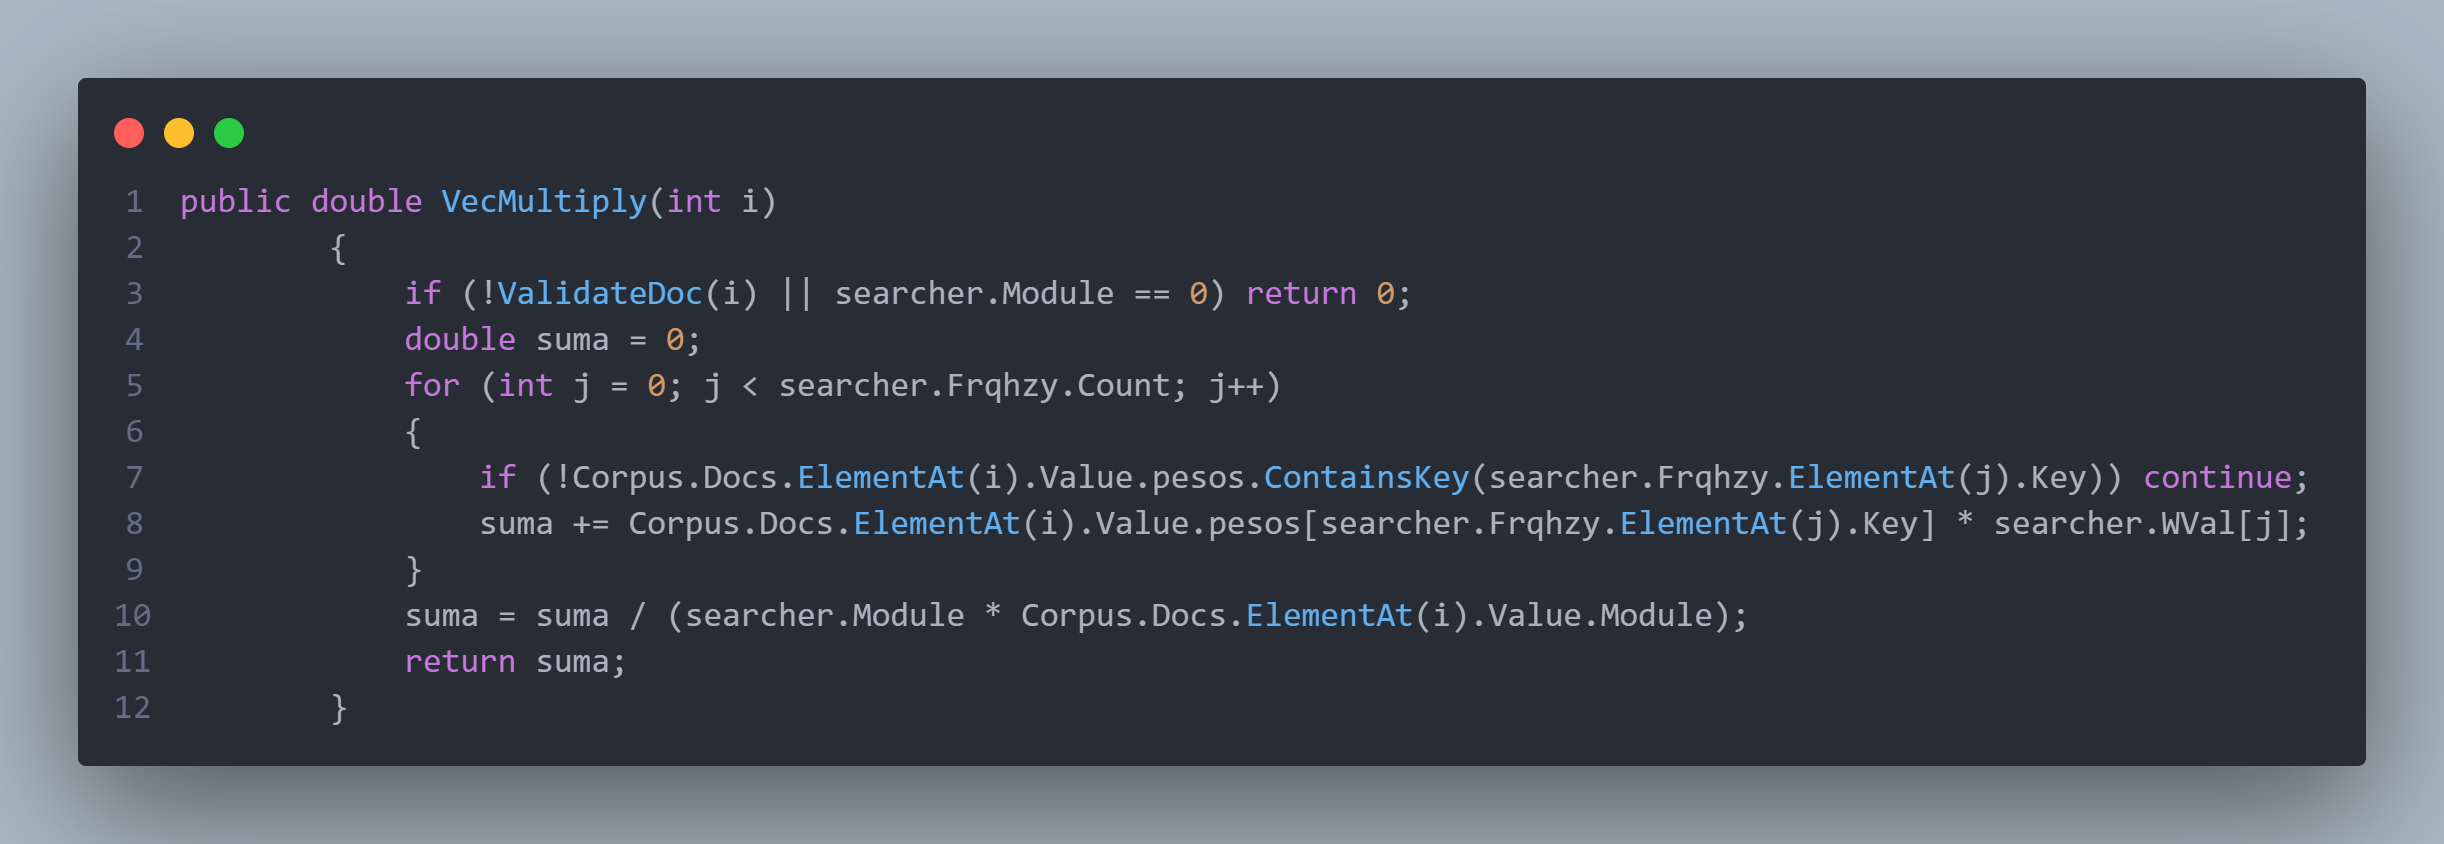 1 public double VecMultiply(int i)
2         {
3             if (!ValidateDoc(i) || searcher.Module == 0) return 0;
4             double suma = 0;
5             for (int j = 0; j < searcher.Frqhzy.Count; j++)
6             {
7                 if (!Corpus.Docs.ElementAt(i).Value.pesos.ContainsKey(searcher.Frqhzy.ElementAt(j).Key)) continue;
8                 suma += Corpus.Docs.ElementAt(i).Value.pesos[searcher.Frqhzy.ElementAt(j).Key] * searcher.WVal[j];
9             }
10             suma = suma / (searcher.Module * Corpus.Docs.ElementAt(i).Value.Module);
11             return suma;
12         }